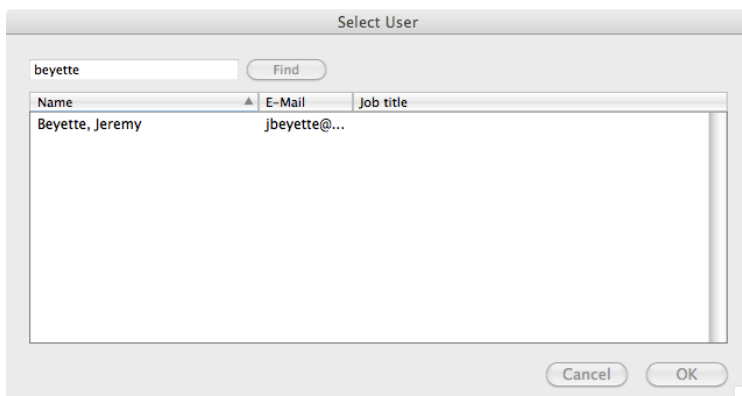 Select User
beyette Find
Name E-Mail Job title
Beyette, Jeremy jbeyette@...
Cancel OK